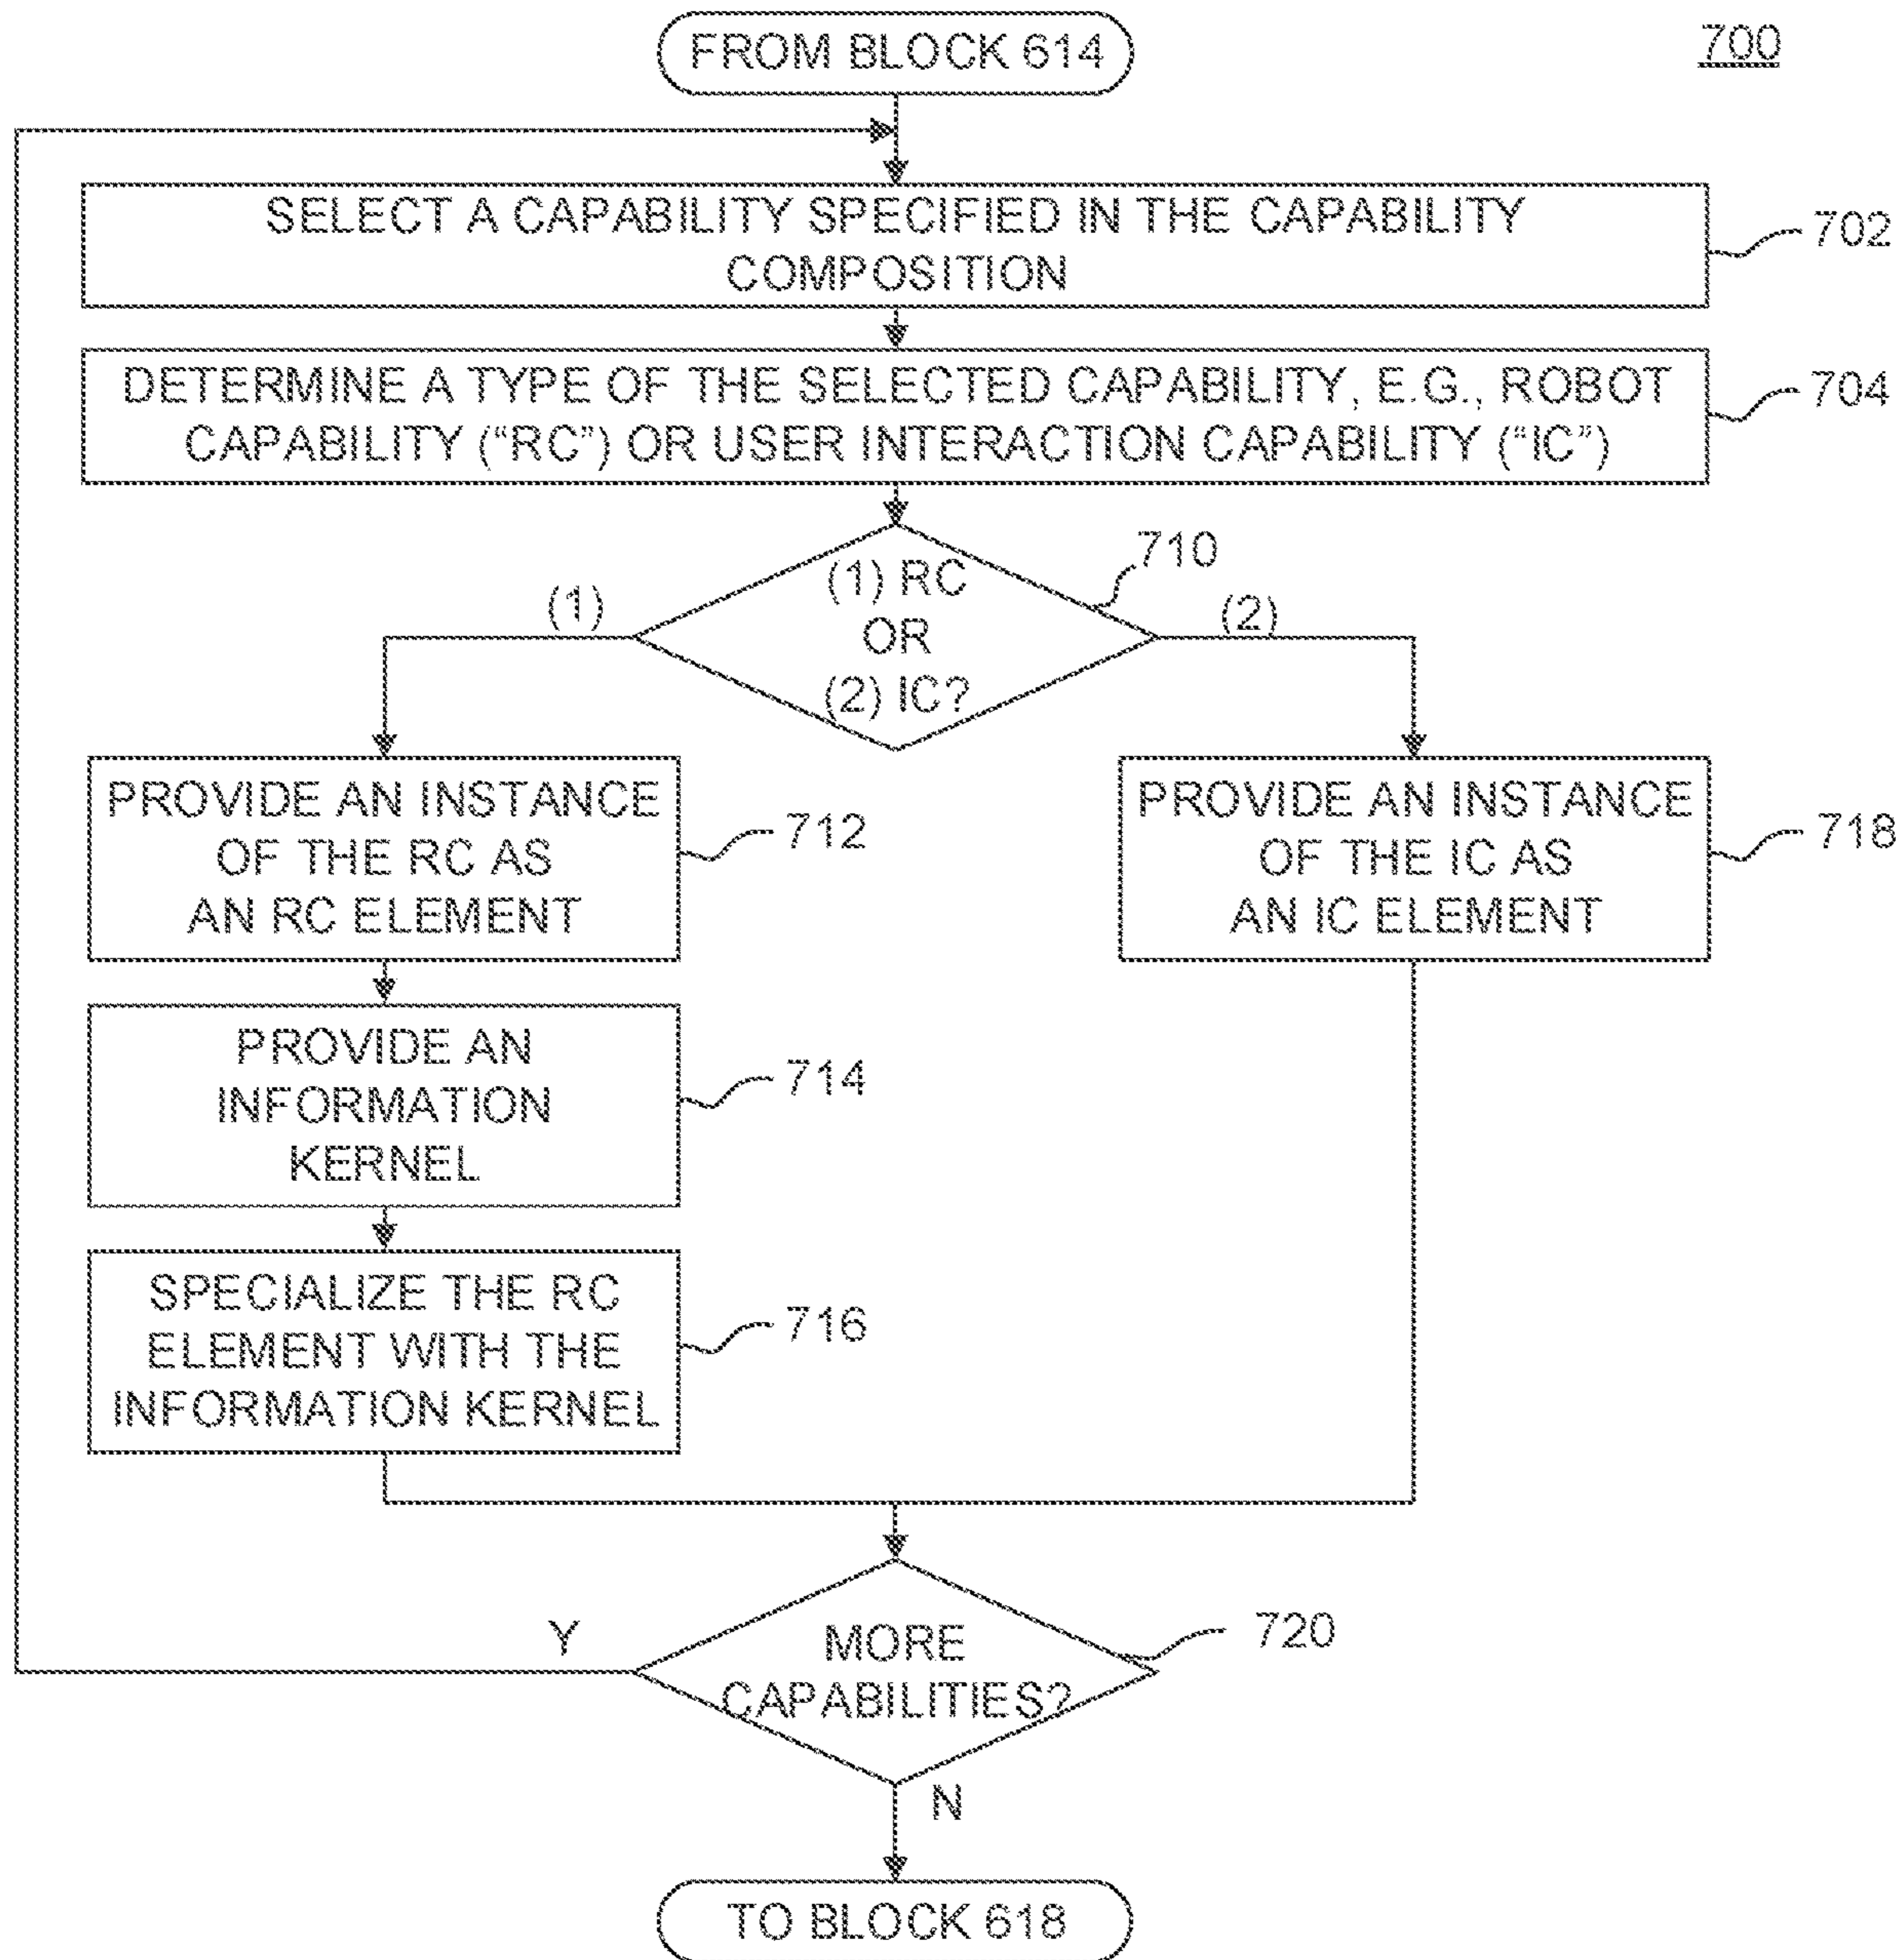 FROM BLOCK 614
700
SELECT A CAPABILITY SPECIFIED IN THE CAPABILITY
COMPOSITION
702
DETERMINE A TYPE OF THE SELECTED CAPABILITY, E.G., ROBOT
CAPABILITY (“RC”) OR USER INTERACTION CAPABILITY (“IC”)
704
710
(1) RC
OR
(2) IC?
(1)
(2)
PROVIDE AN INSTANCE
OF THE RC AS
AN RC ELEMENT
712
PROVIDE AN INSTANCE
OF THE IC AS
AN IC ELEMENT
718
PROVIDE AN
INFORMATION
KERNEL
714
SPECIALIZE THE RC
ELEMENT WITH THE
INFORMATION KERNEL
716
MORE
CAPABILITIES?
720
Y
N
TO BLOCK 618